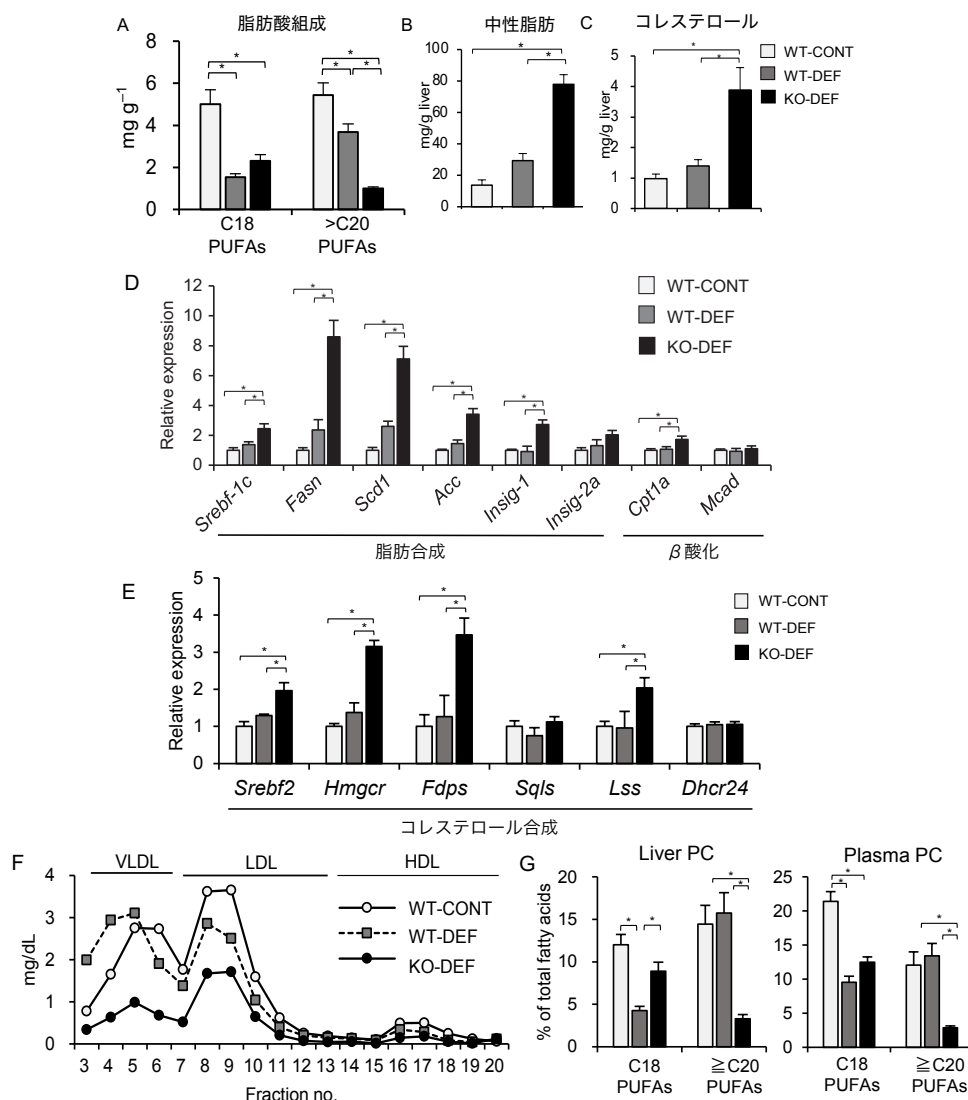 A
脂肪酸組成
mg g⁻¹
6
4
2
0
* * * * *
C18
PUFAs
>C20
PUFAs
B
中性脂肪
mg/g liver
100
80
60
40
20
0
* *
C
コレステロール
mg/g liver
5
4
3
2
1
0
* *
WT-CONT
WT-DEF
KO-DEF
D
Relative expression
12
10
8
6
4
2
0
* * * * * * * * * * * *
WT-CONT
WT-DEF
KO-DEF
Srebf-1c
Fasn
Scd1
Acc
Insig-1
Insig-2a
Cpt1a
Mcad
脂肪合成
β酸化
E
Relative expression
5
4
3
2
1
0
* * * * * * * *
WT-CONT
WT-DEF
KO-DEF
Srebf2
Hmgcr
Fdps
Sqls
Lss
Dhcr24
コレステロール合成
F
VLDL
LDL
HDL
mg/dL
4
3
2
1
0
WT-CONT
WT-DEF
KO-DEF
3 4 5 6 7 8 9 10 11 12 13 14 15 16 17 18 19 20
Fraction no.
G
Liver PC
% of total fatty acids
20
15
10
5
0
* * * *
C18
PUFAs
≧C20
PUFAs
Plasma PC
25
20
15
10
5
0
* * * *
C18
PUFAs
≧C20
PUFAs